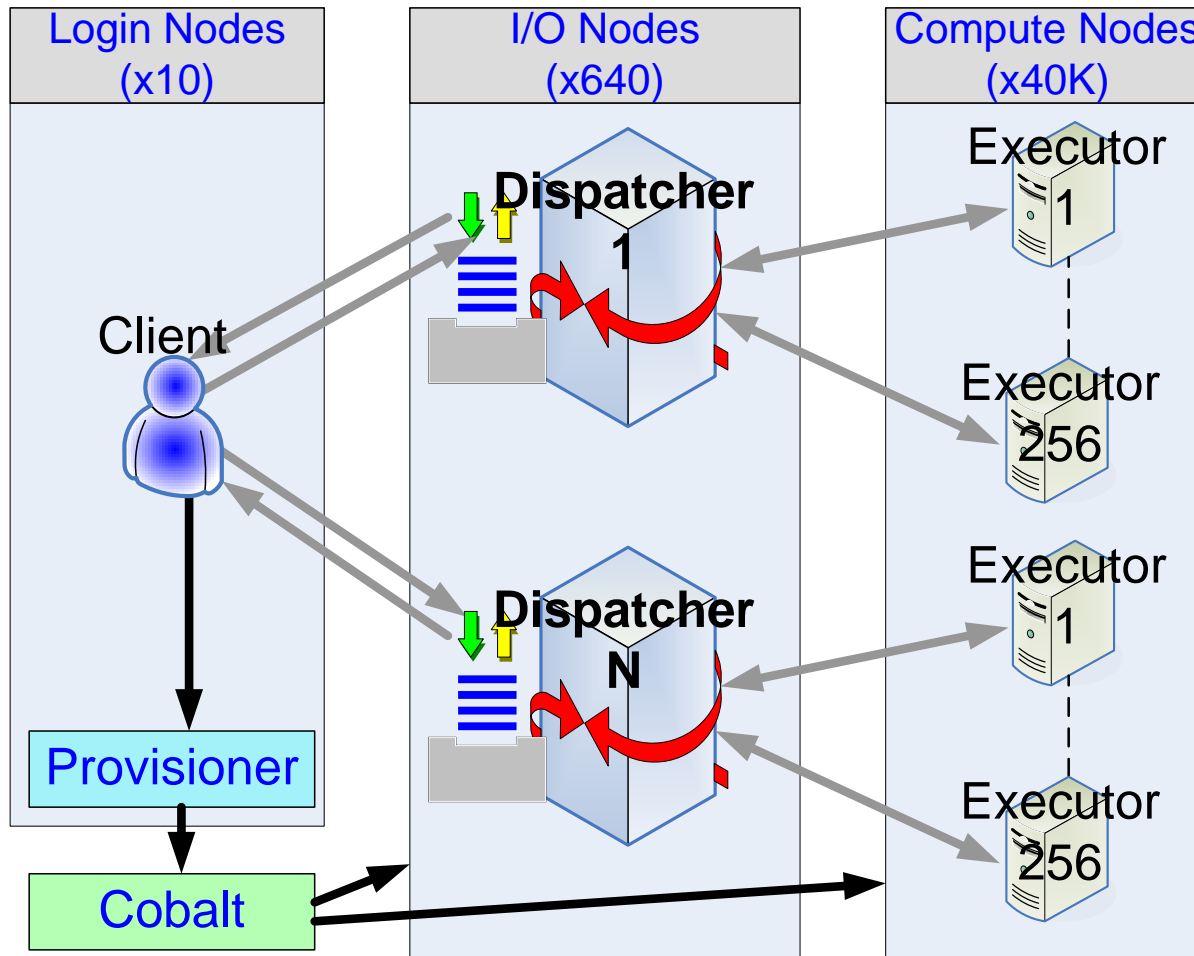 Login Nodes
(x10)
I/O Nodes
(x640)
Compute Nodes
(x40K)
Client
Provisioner
Cobalt
Dispatcher
1
Dispatcher
N
Executor
1
Executor
256
Executor
1
Executor
256